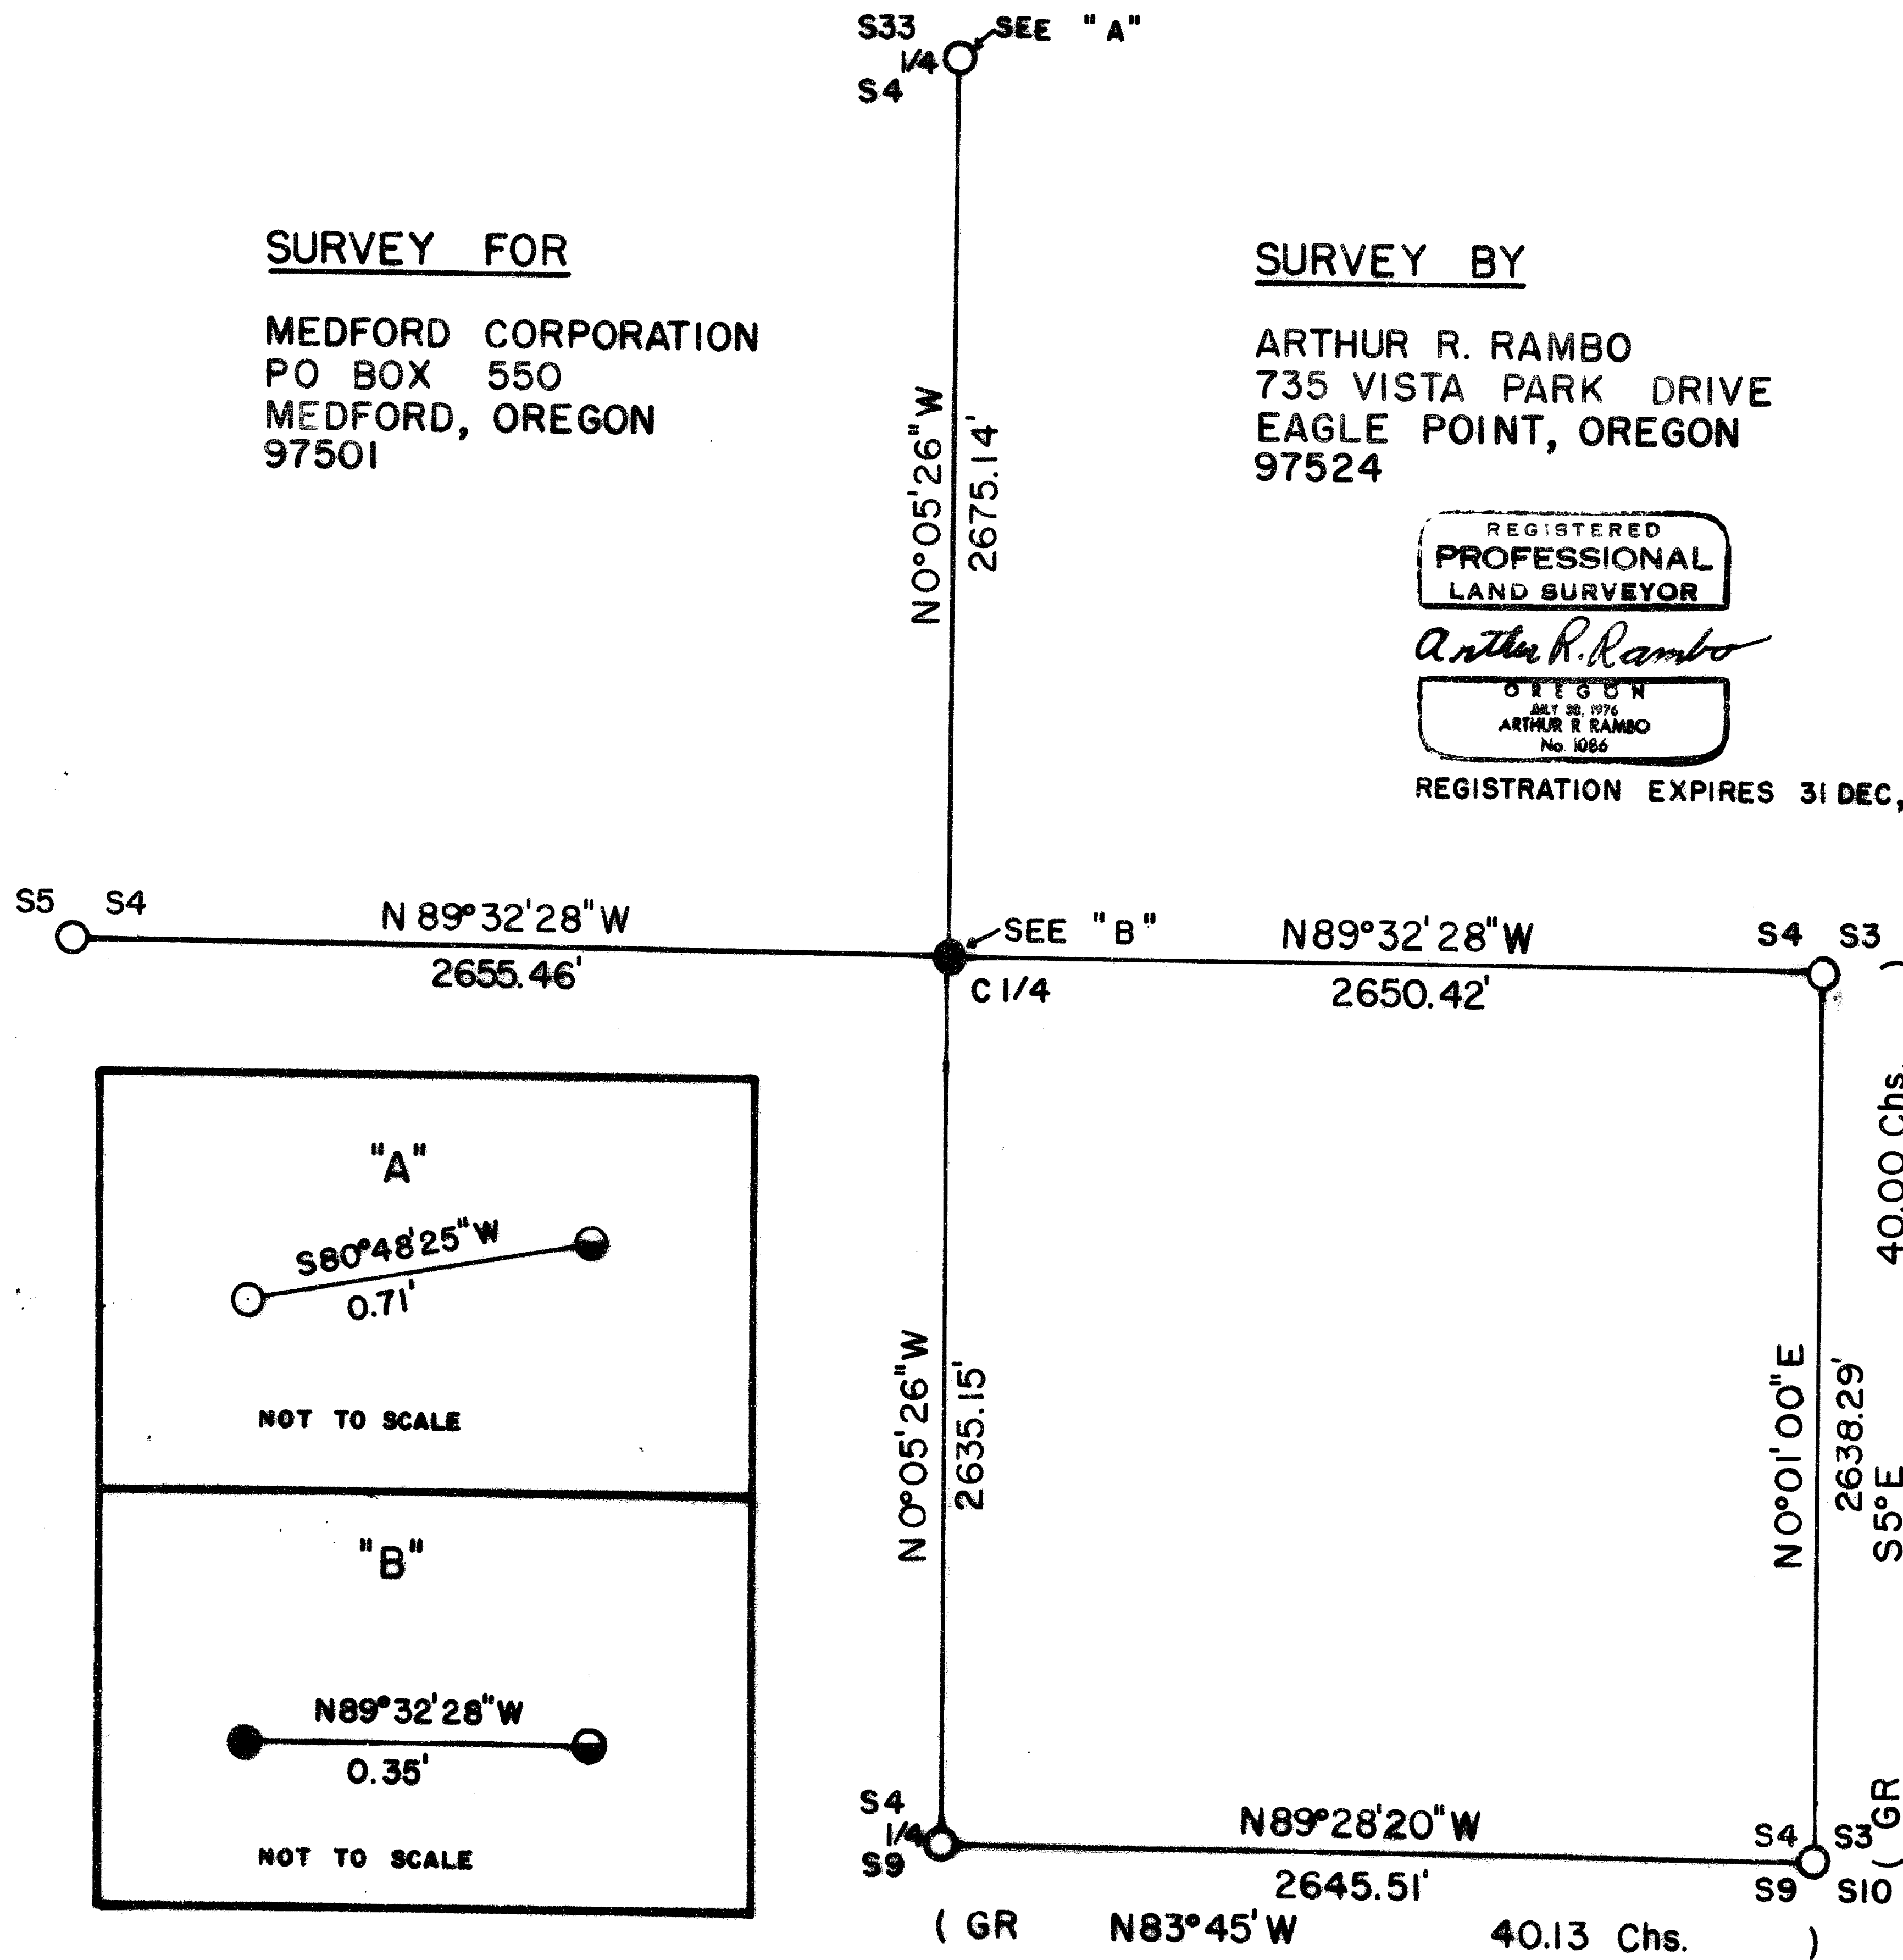 S33
1/4
S4
SEE "A"
SURVEY FOR
MEDFORD CORPORATION
PO BOX 550
MEDFORD, OREGON
97501
SURVEY BY
ARTHUR R. RAMBO
735 VISTA PARK DRIVE
EAGLE POINT, OREGON
97524
N0°05'26"W
2675.14'
REGISTERED
PROFESSIONAL
LAND SURVEYOR
Arthur R. Rambo
OREGON
JULY 30, 1976
ARTHUR R RAMBO
No. 1086
REGISTRATION EXPIRES 31 DEC,
S5 S4
N 89°32'28"W
2655.46'
SEE "B"
C 1/4
N89°32'28"W
2650.42'
S4 S3
"A"
S80°48'25"W
0.71'
NOT TO SCALE
"B"
N89°32'28"W
0.35'
NOT TO SCALE
N0°05'26"W
2635.15'
N0°01'00"E
2638.29'
( GR S5°E 40.00 Chs. )
S4
1/4
S9
N89°28'20"W
2645.51'
S4 S3
S9 S10
( GR N83°45'W 40.13 Chs. )